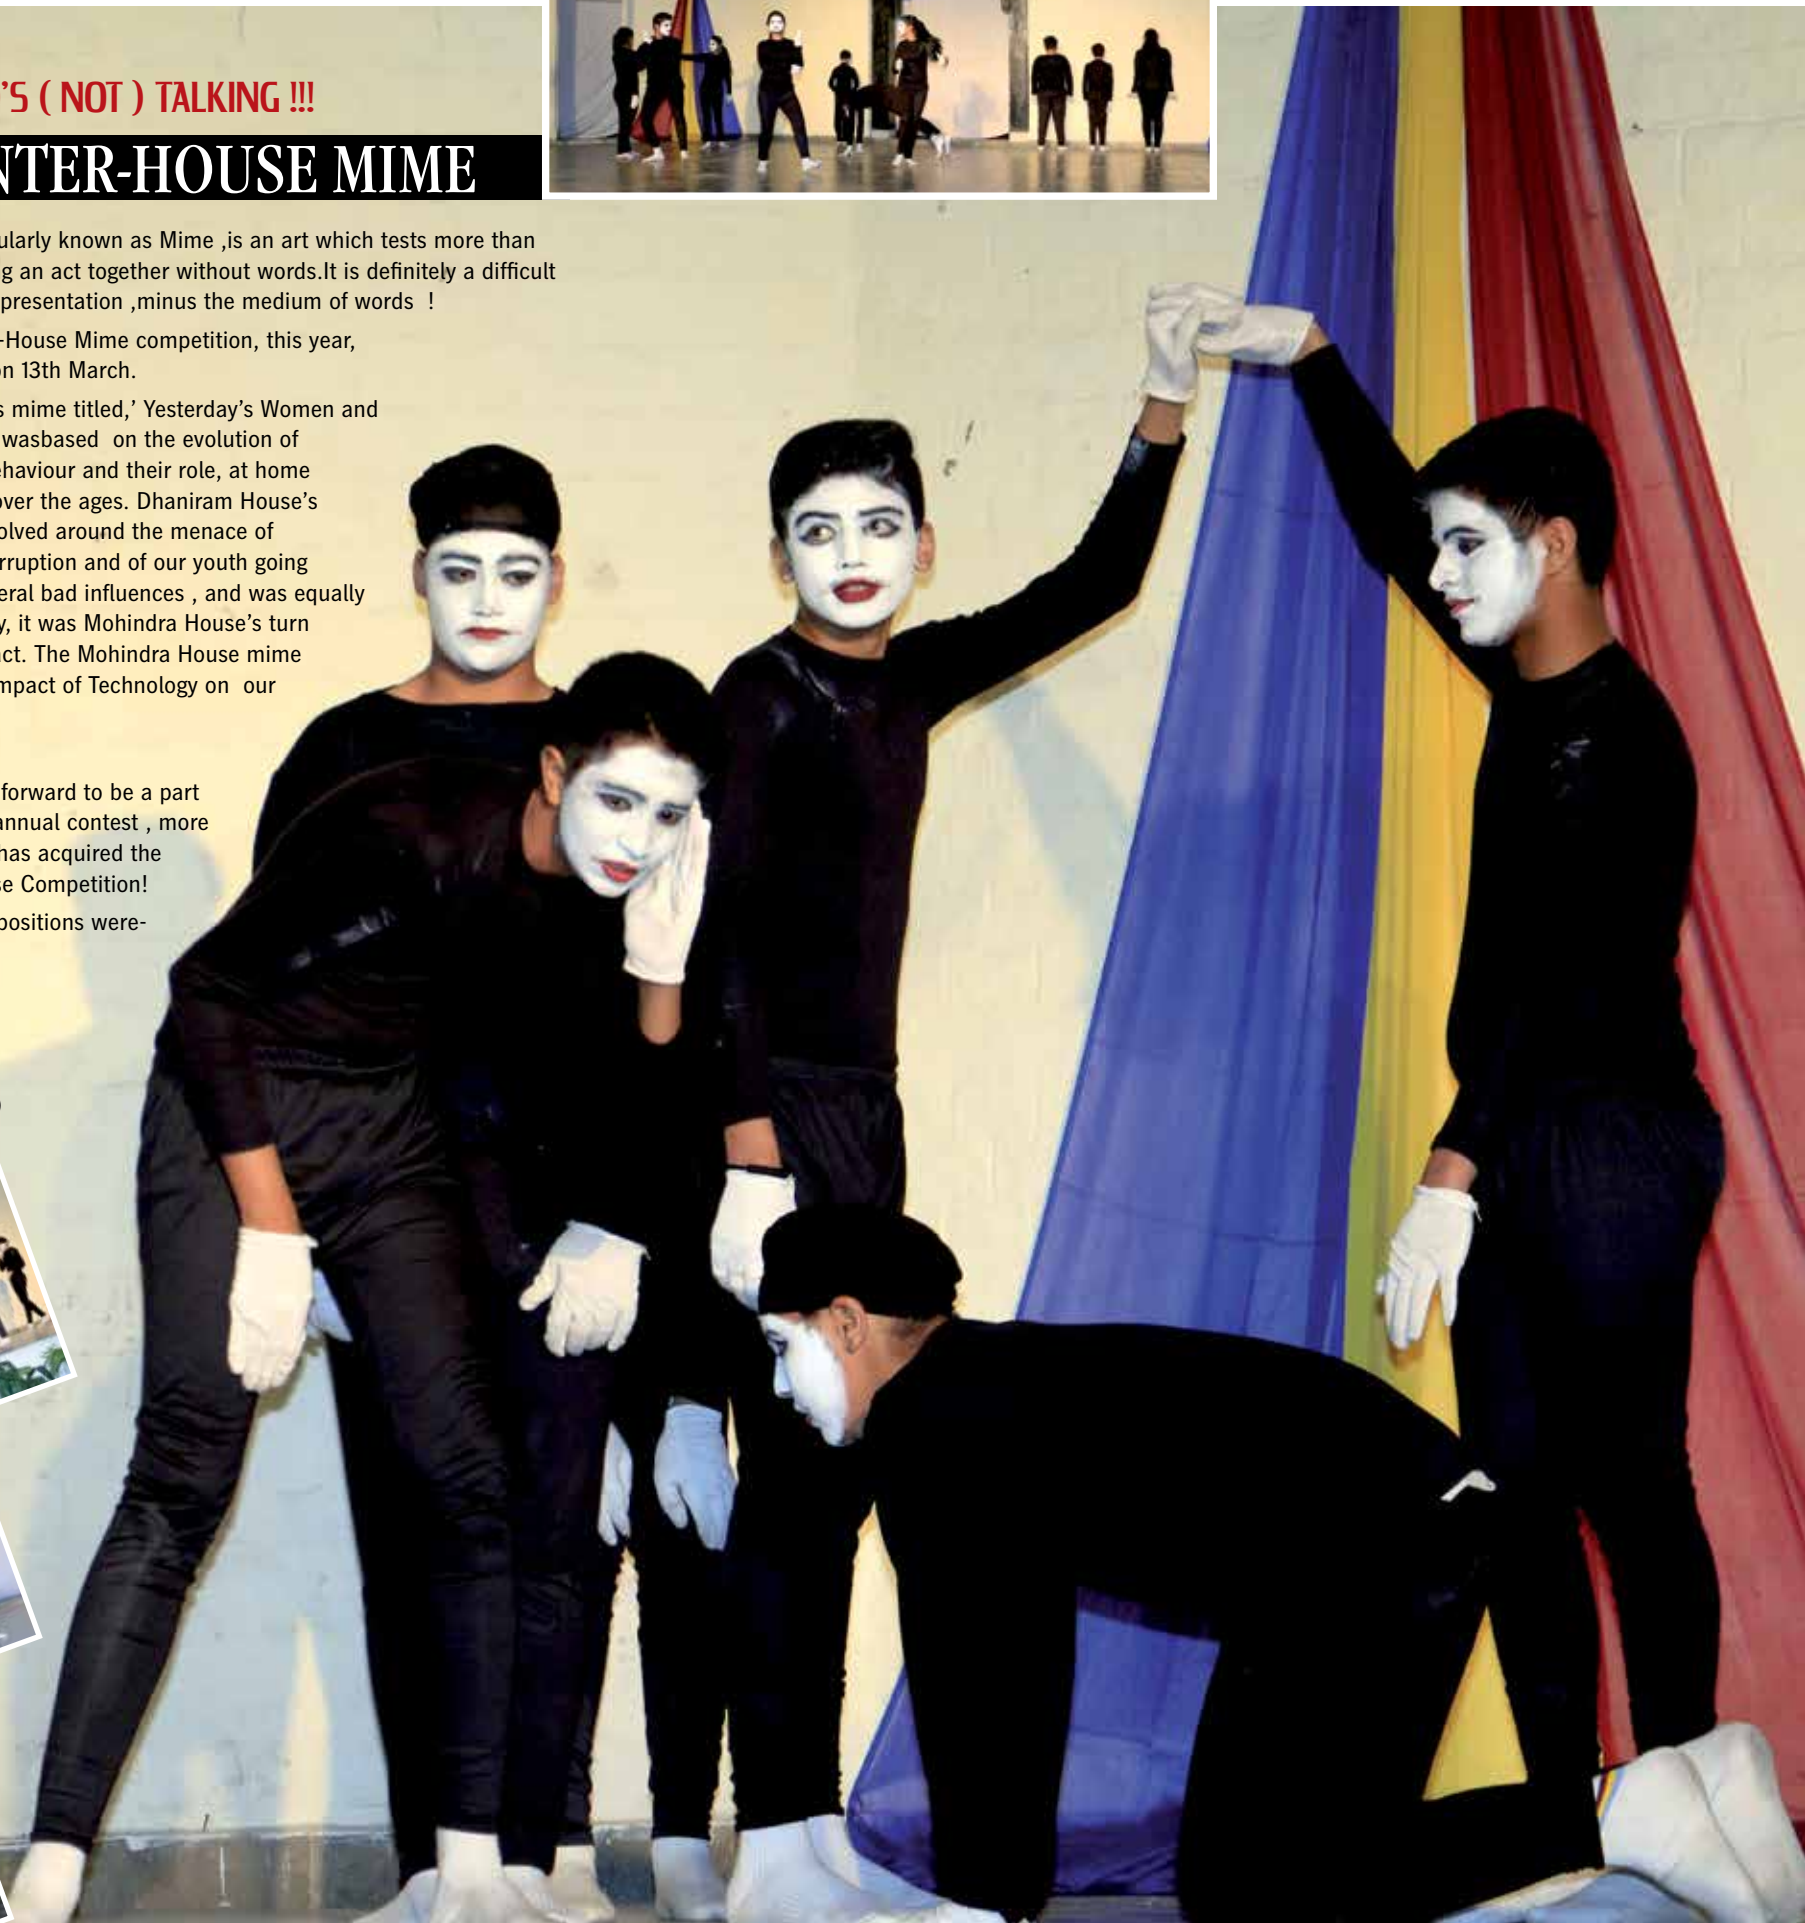 'S ( NOT ) TALKING !!!
NTER-HOUSE MIME
ularly known as Mime ,is an art which tests more than
g an act together without words.It is definitely a difficult
presentation ,minus the medium of words !
-House Mime competition, this year,
on 13th March.
s mime titled,’ Yesterday’s Women and
wasbased on the evolution of
ehaviour and their role, at home
over the ages. Dhaniram House’s
olved around the menace of
rruption and of our youth going
eral bad influences , and was equally
y, it was Mohindra House’s turn
act. The Mohindra House mime
mpact of Technology on our
forward to be a part
annual contest , more
has acquired the
se Competition!
positions were-